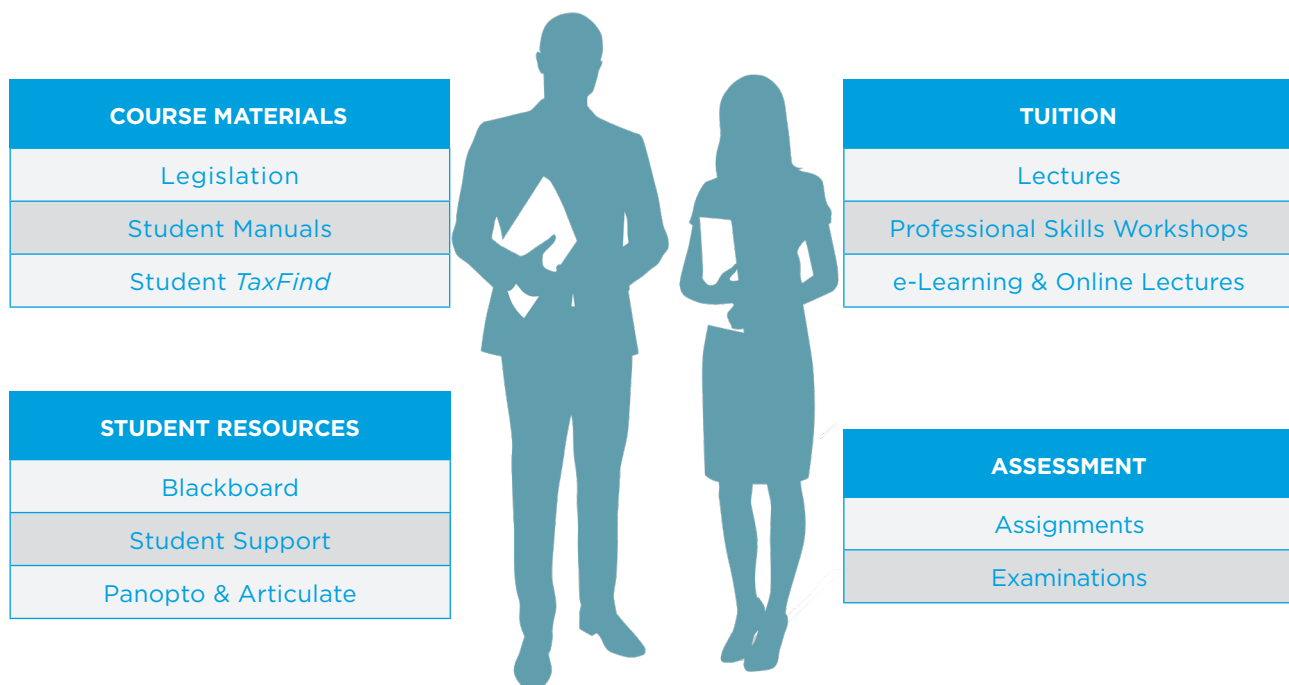 COURSE MATERIALS
Legislation
Student Manuals
Student TaxFind
TUITION
Lectures
Professional Skills Workshops
e-Learning & Online Lectures
STUDENT RESOURCES
Blackboard
Student Support
Panopto & Articulate
ASSESSMENT
Assignments
Examinations